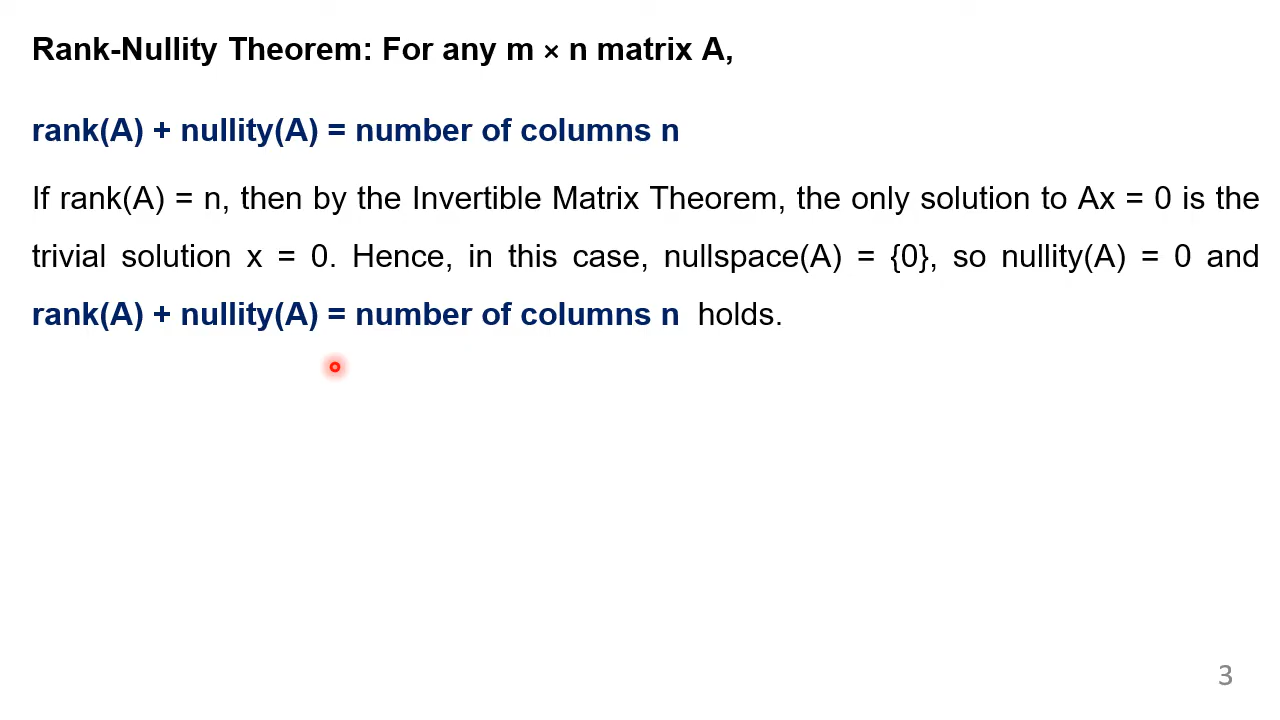 Rank-Nullity Theorem: For any m × n matrix A,
rank(A) + nullity(A) = number of columns n
If rank(A) = n, then by the Invertible Matrix Theorem, the only solution to Ax = 0 is the
trivial solution x = 0. Hence, in this case, nullspace(A) = {0}, so nullity(A) = 0 and
rank(A) + nullity(A) = number of columns n holds.
3